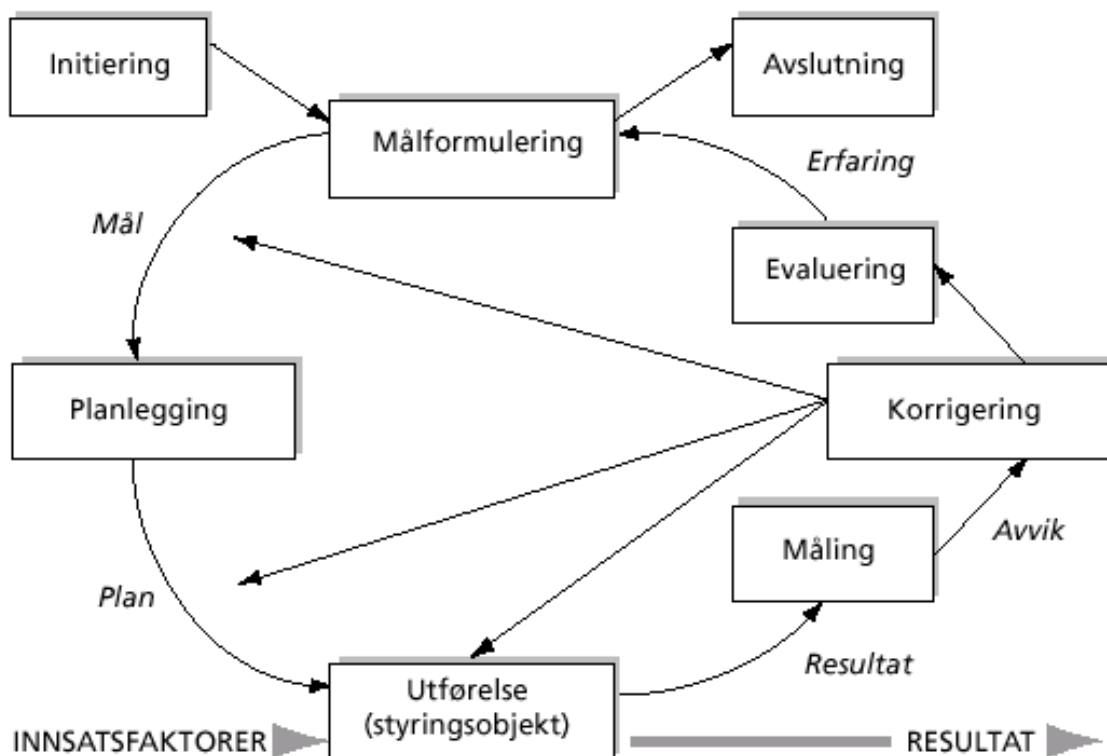 Initiering
Avslutning
Målformulering
Erfaring
Mål
Evaluering
Planlegging
Korrigering
Måling
Avvik
Plan
Resultat
Utførelse
(styringsobjekt)
INNSATSFAKTORER
RESULTAT